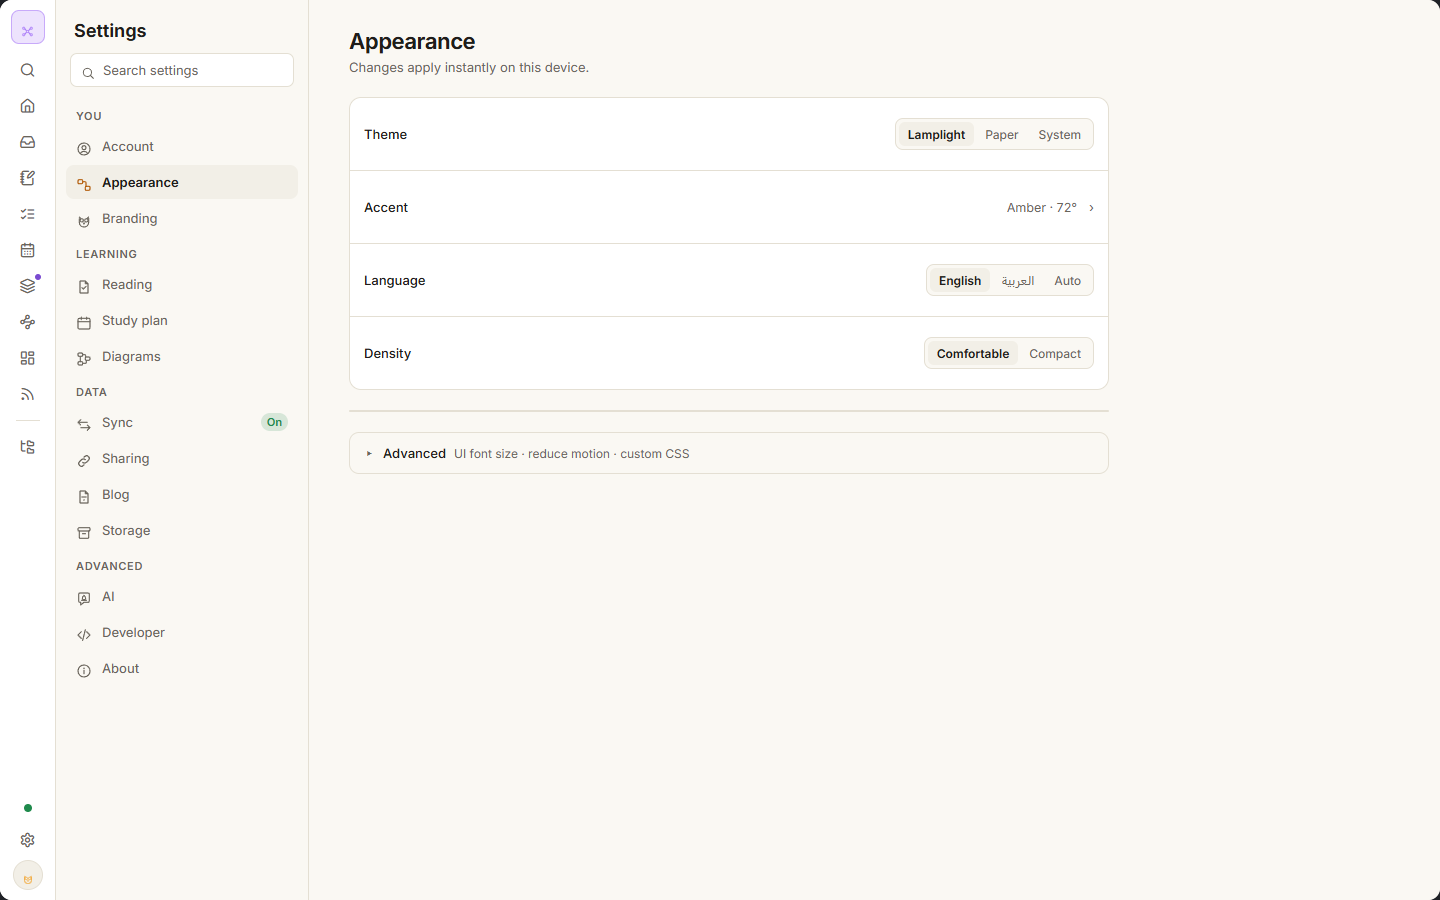 Settings
Search settings
YOU
Account
Appearance
Branding
LEARNING
Reading
Study plan
Diagrams
DATA
Sync On
Sharing
Blog
Storage
ADVANCED
AI
Developer
About
Appearance
Changes apply instantly on this device.
Theme Lamplight Paper System
Accent Amber · 72° ›
Language English العربية Auto
Density Comfortable Compact
Advanced UI font size · reduce motion · custom CSS